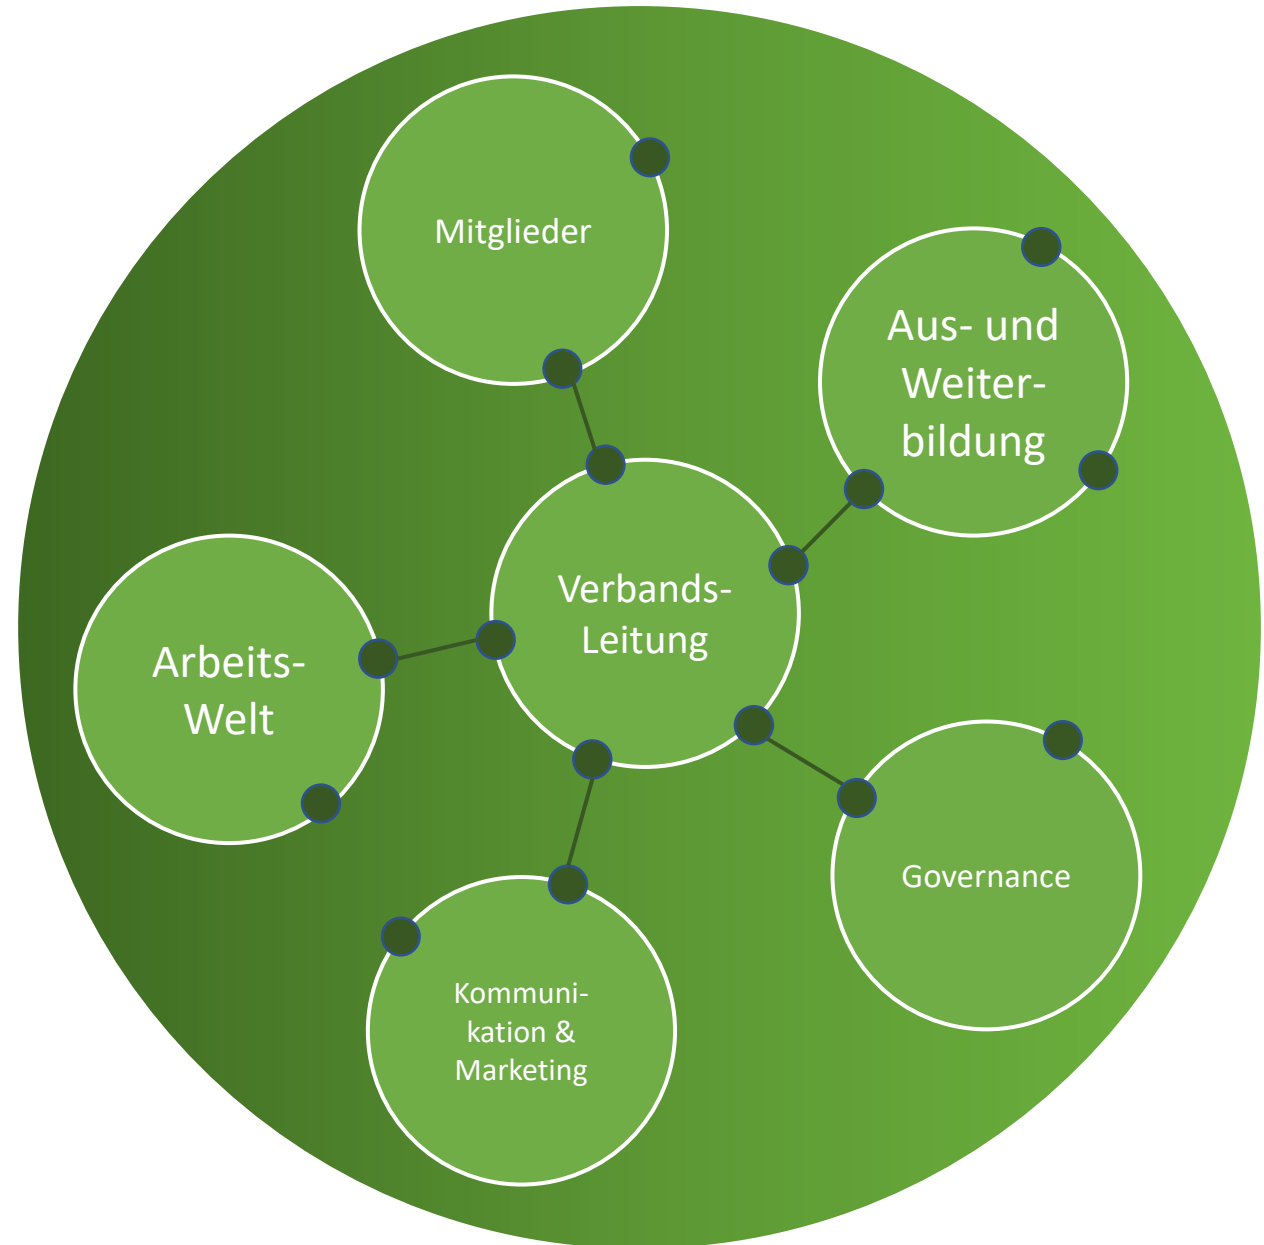 Mitglieder
Aus- und
Weiter-
bildung
Verbands-
Leitung
Arbeits-
Welt
Governance
Kommuni-
kation &
Marketing